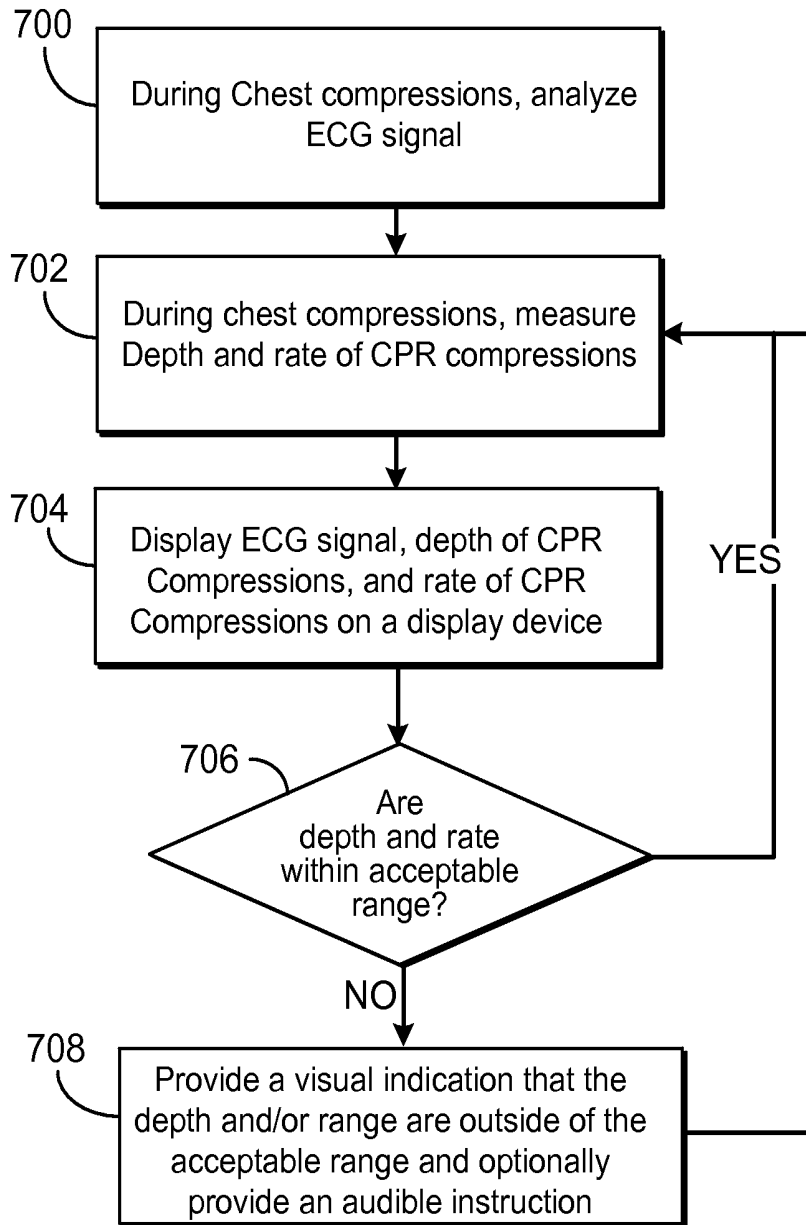 700
During Chest compressions, analyze
ECG signal
702
During chest compressions, measure
Depth and rate of CPR compressions
704
Display ECG signal, depth of CPR
Compressions, and rate of CPR
Compressions on a display device
YES
706
Are
depth and rate
within acceptable
range?
NO
708
Provide a visual indication that the
depth and/or range are outside of the
acceptable range and optionally
provide an audible instruction